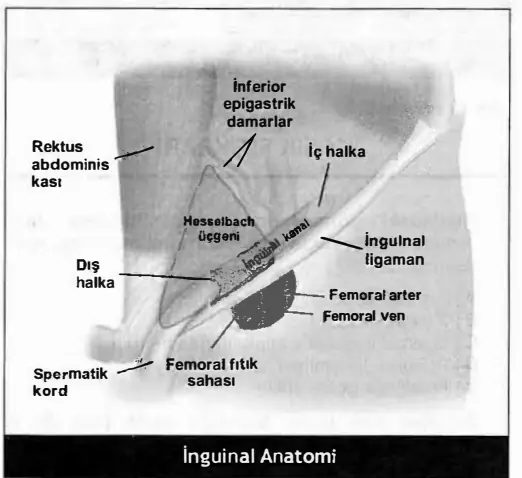 İnferior
epigastrik
damarlar
Rektus
abdominis
kası
İç halka
Hesselbach
üçgeni
İnguinal kanal
İnguinal
ligaman
Dış
halka
Femoral arter
Femoral ven
Spermatik
kord
Femoral fıtık
sahası
İnguinal Anatomi